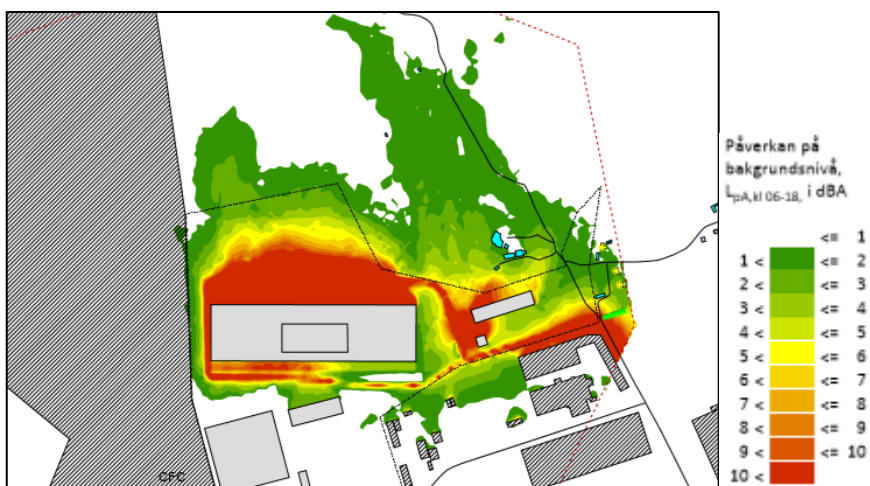 Påverkan på
bakgrundsnivå,
LpA,kl 06-18, i dBA
<= 1
1 < <= 2
2 < <= 3
3 < <= 4
4 < <= 5
5 < <= 6
6 < <= 7
7 < <= 8
8 < <= 9
9 < <= 10
10 <
CFC